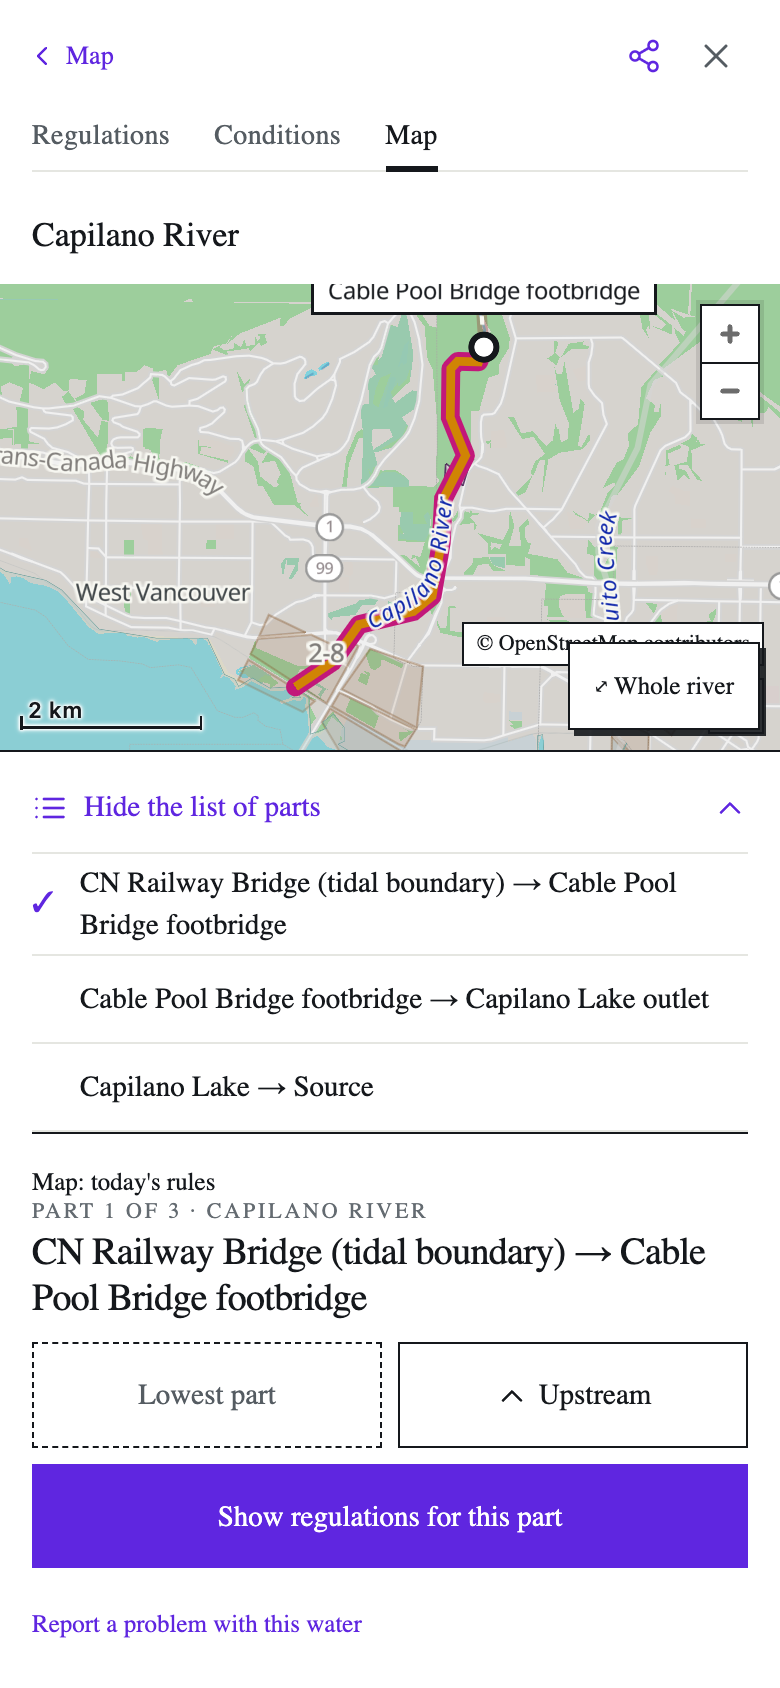 Map
Regulations
Conditions
Map
Capilano River
Cable Pool Bridge footbridge
+
−
ans-Canada Highway
1
99
West Vancouver
Capilano River
uito Creek
2-8
© OpenStreetMap contributors
⤢ Whole river
2 km
Hide the list of parts
✓ CN Railway Bridge (tidal boundary) → Cable Pool
Bridge footbridge
Cable Pool Bridge footbridge → Capilano Lake outlet
Capilano Lake → Source
Map: today's rules
PART 1 OF 3 · CAPILANO RIVER
CN Railway Bridge (tidal boundary) → Cable
Pool Bridge footbridge
Lowest part
Upstream
Show regulations for this part
Report a problem with this water